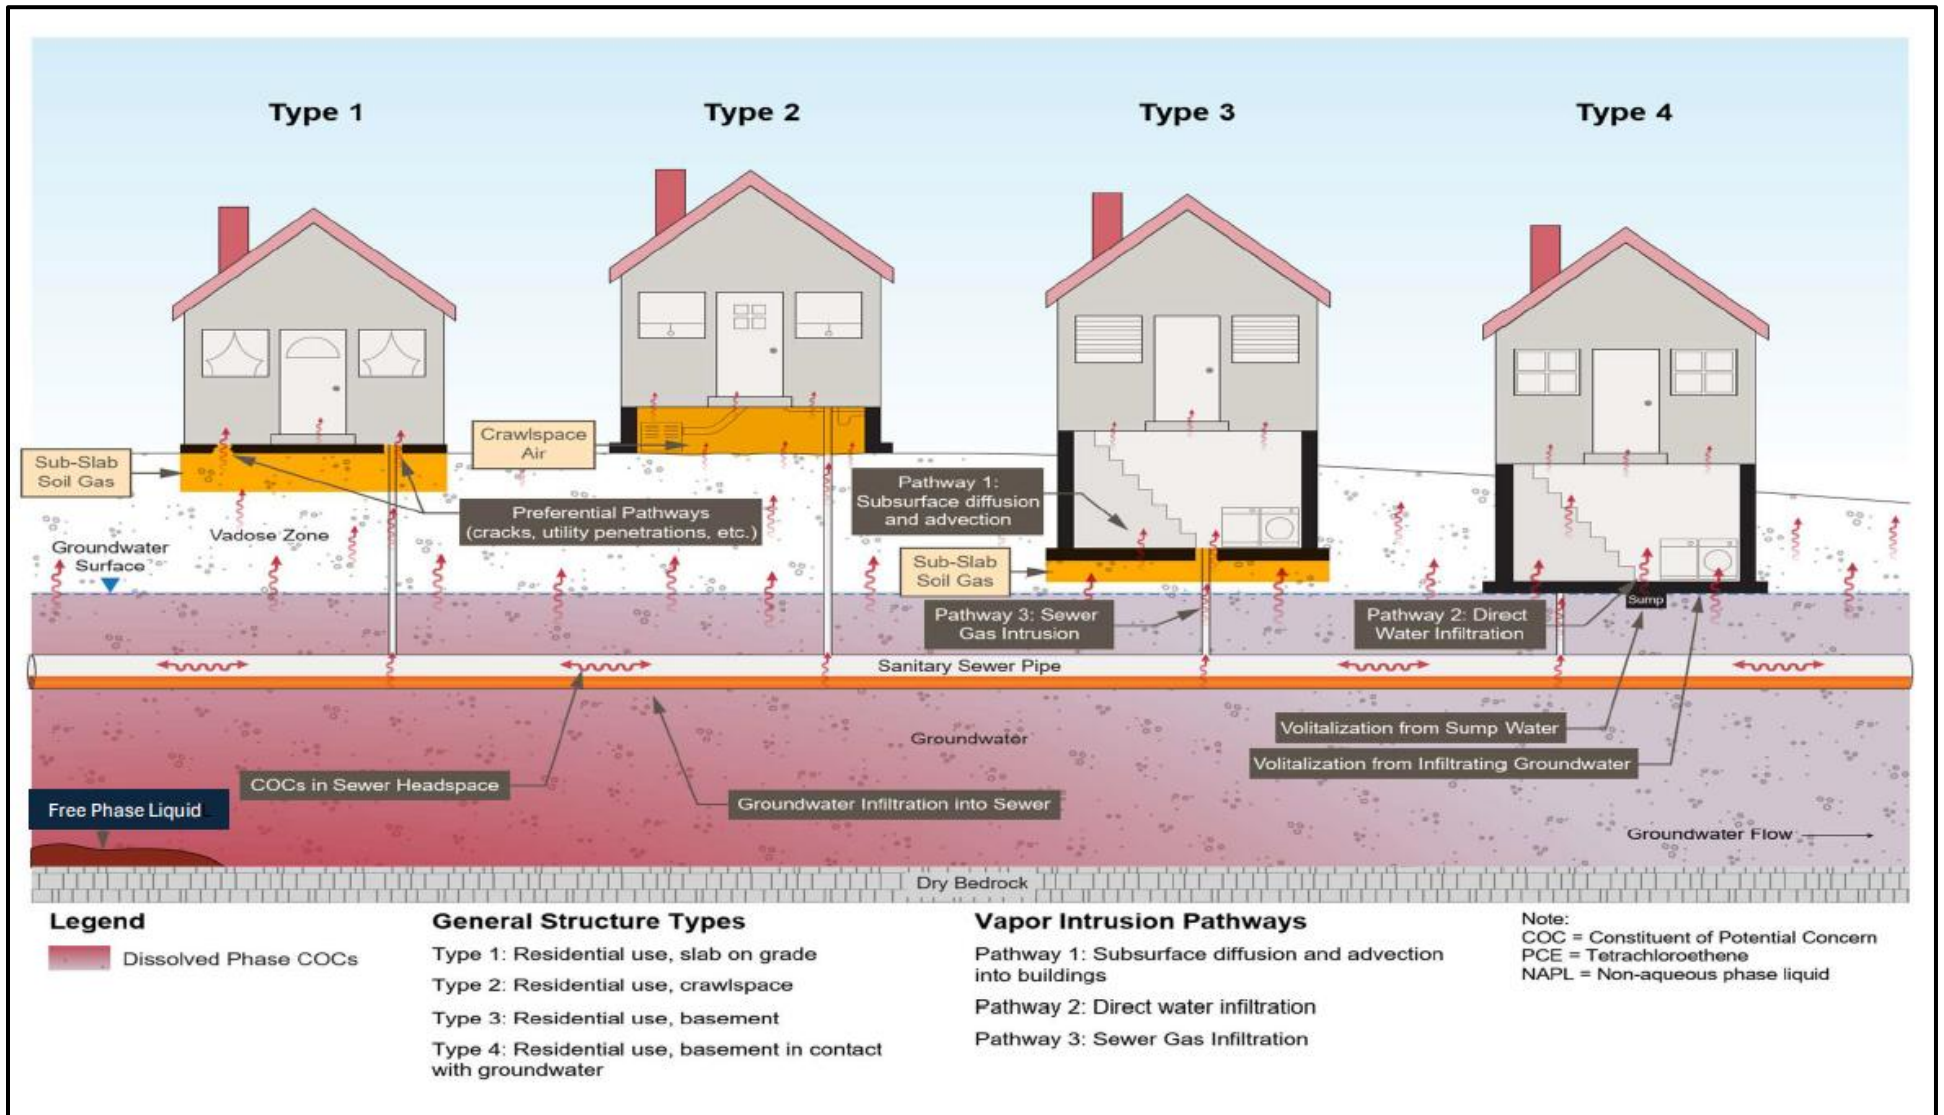 Type 1
Type 2
Type 3
Type 4
Crawlspace
Air
Sub-Slab
Soil Gas
Preferential Pathways
(cracks, utility penetrations, etc.)
Pathway 1:
Subsurface diffusion
and advection
Vadose Zone
Groundwater
Surface
Sub-Slab
Soil Gas
Pathway 3: Sewer
Gas Intrusion
Pathway 2: Direct
Water Infiltration
Sump
Sanitary Sewer Pipe
Volitalization from Sump Water
Groundwater
Volitalization from Infiltrating Groundwater
COCs in Sewer Headspace
Groundwater Infiltration into Sewer
Free Phase Liquid
Groundwater Flow
Dry Bedrock
Legend
Dissolved Phase COCs
General Structure Types
Type 1: Residential use, slab on grade
Type 2: Residential use, crawlspace
Type 3: Residential use, basement
Type 4: Residential use, basement in contact
with groundwater
Vapor Intrusion Pathways
Pathway 1: Subsurface diffusion and advection
into buildings
Pathway 2: Direct water infiltration
Pathway 3: Sewer Gas Infiltration
Note:
COC = Constituent of Potential Concern
PCE = Tetrachloroethene
NAPL = Non-aqueous phase liquid